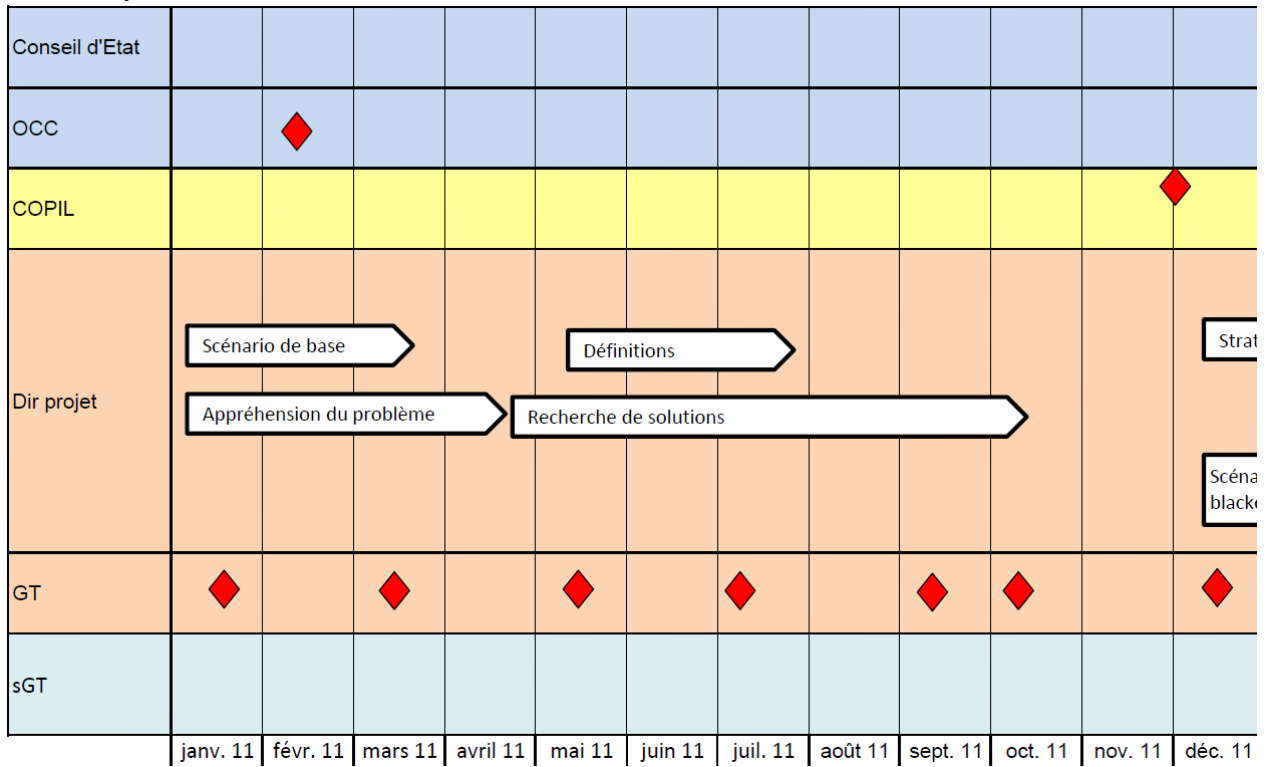 Conseil d'Etat
OCC
COPIL
Scénario de base
Définitions
Dir projet
Appréhension du problème
Recherche de solutions
GT
sGT
janv. 11 févr. 11 mars 11 avril 11 mai 11 juin 11 juil. 11 août 11 sept. 11 oct. 11 nov. 11 déc. 11